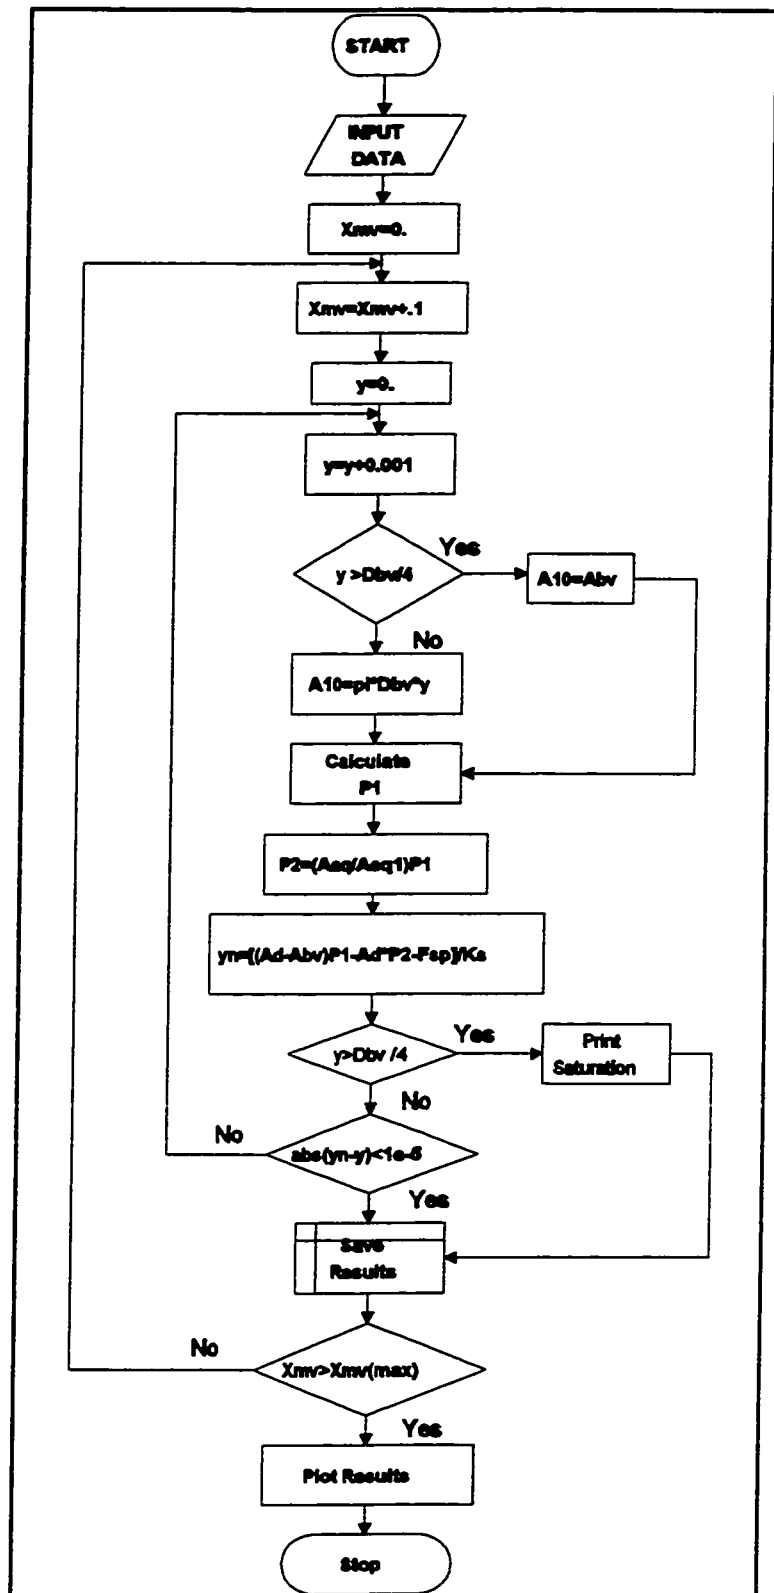 START
INPUT
DATA
Xmv=0.
Xmv=Xmv+.1
y=0.
y=y+0.001
y >Dbv/4
Yes
A10=Abv
No
A10=pi*Dbv*y
Calculate
P1
P2=(Aeq/Aeq1)P1
yn=[(Ad-Abv)P1-Ad*P2-Fsp]/Ks
y>Dbv /4
Yes
Print
Saturation
No
No
abs(yn-y)<1e-5
Yes
Save
Results
No
Xmv>Xmv(max)
Yes
Plot Results
Stop